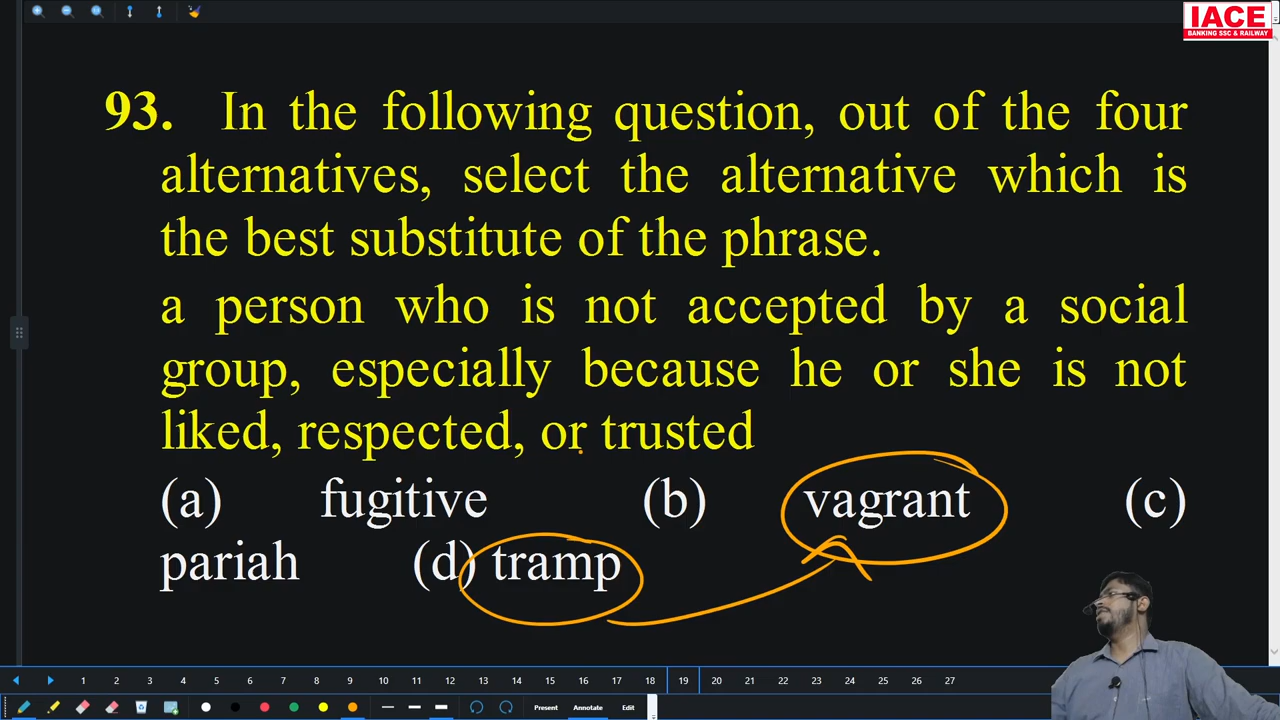 IACE
BANKING SSC & RAILWAY
93. In the following question, out of the four
alternatives, select the alternative which is
the best substitute of the phrase.
a person who is not accepted by a social
group, especially because he or she is not
liked, respected, or trusted
(a) fugitive (b) vagrant (c)
pariah (d) tramp
1 2 3 4 5 6 7 8 9 10 11 12 13 14 15 16 17 18 19 20 21 22 23 24 25 26 27
Present Annotate Edit